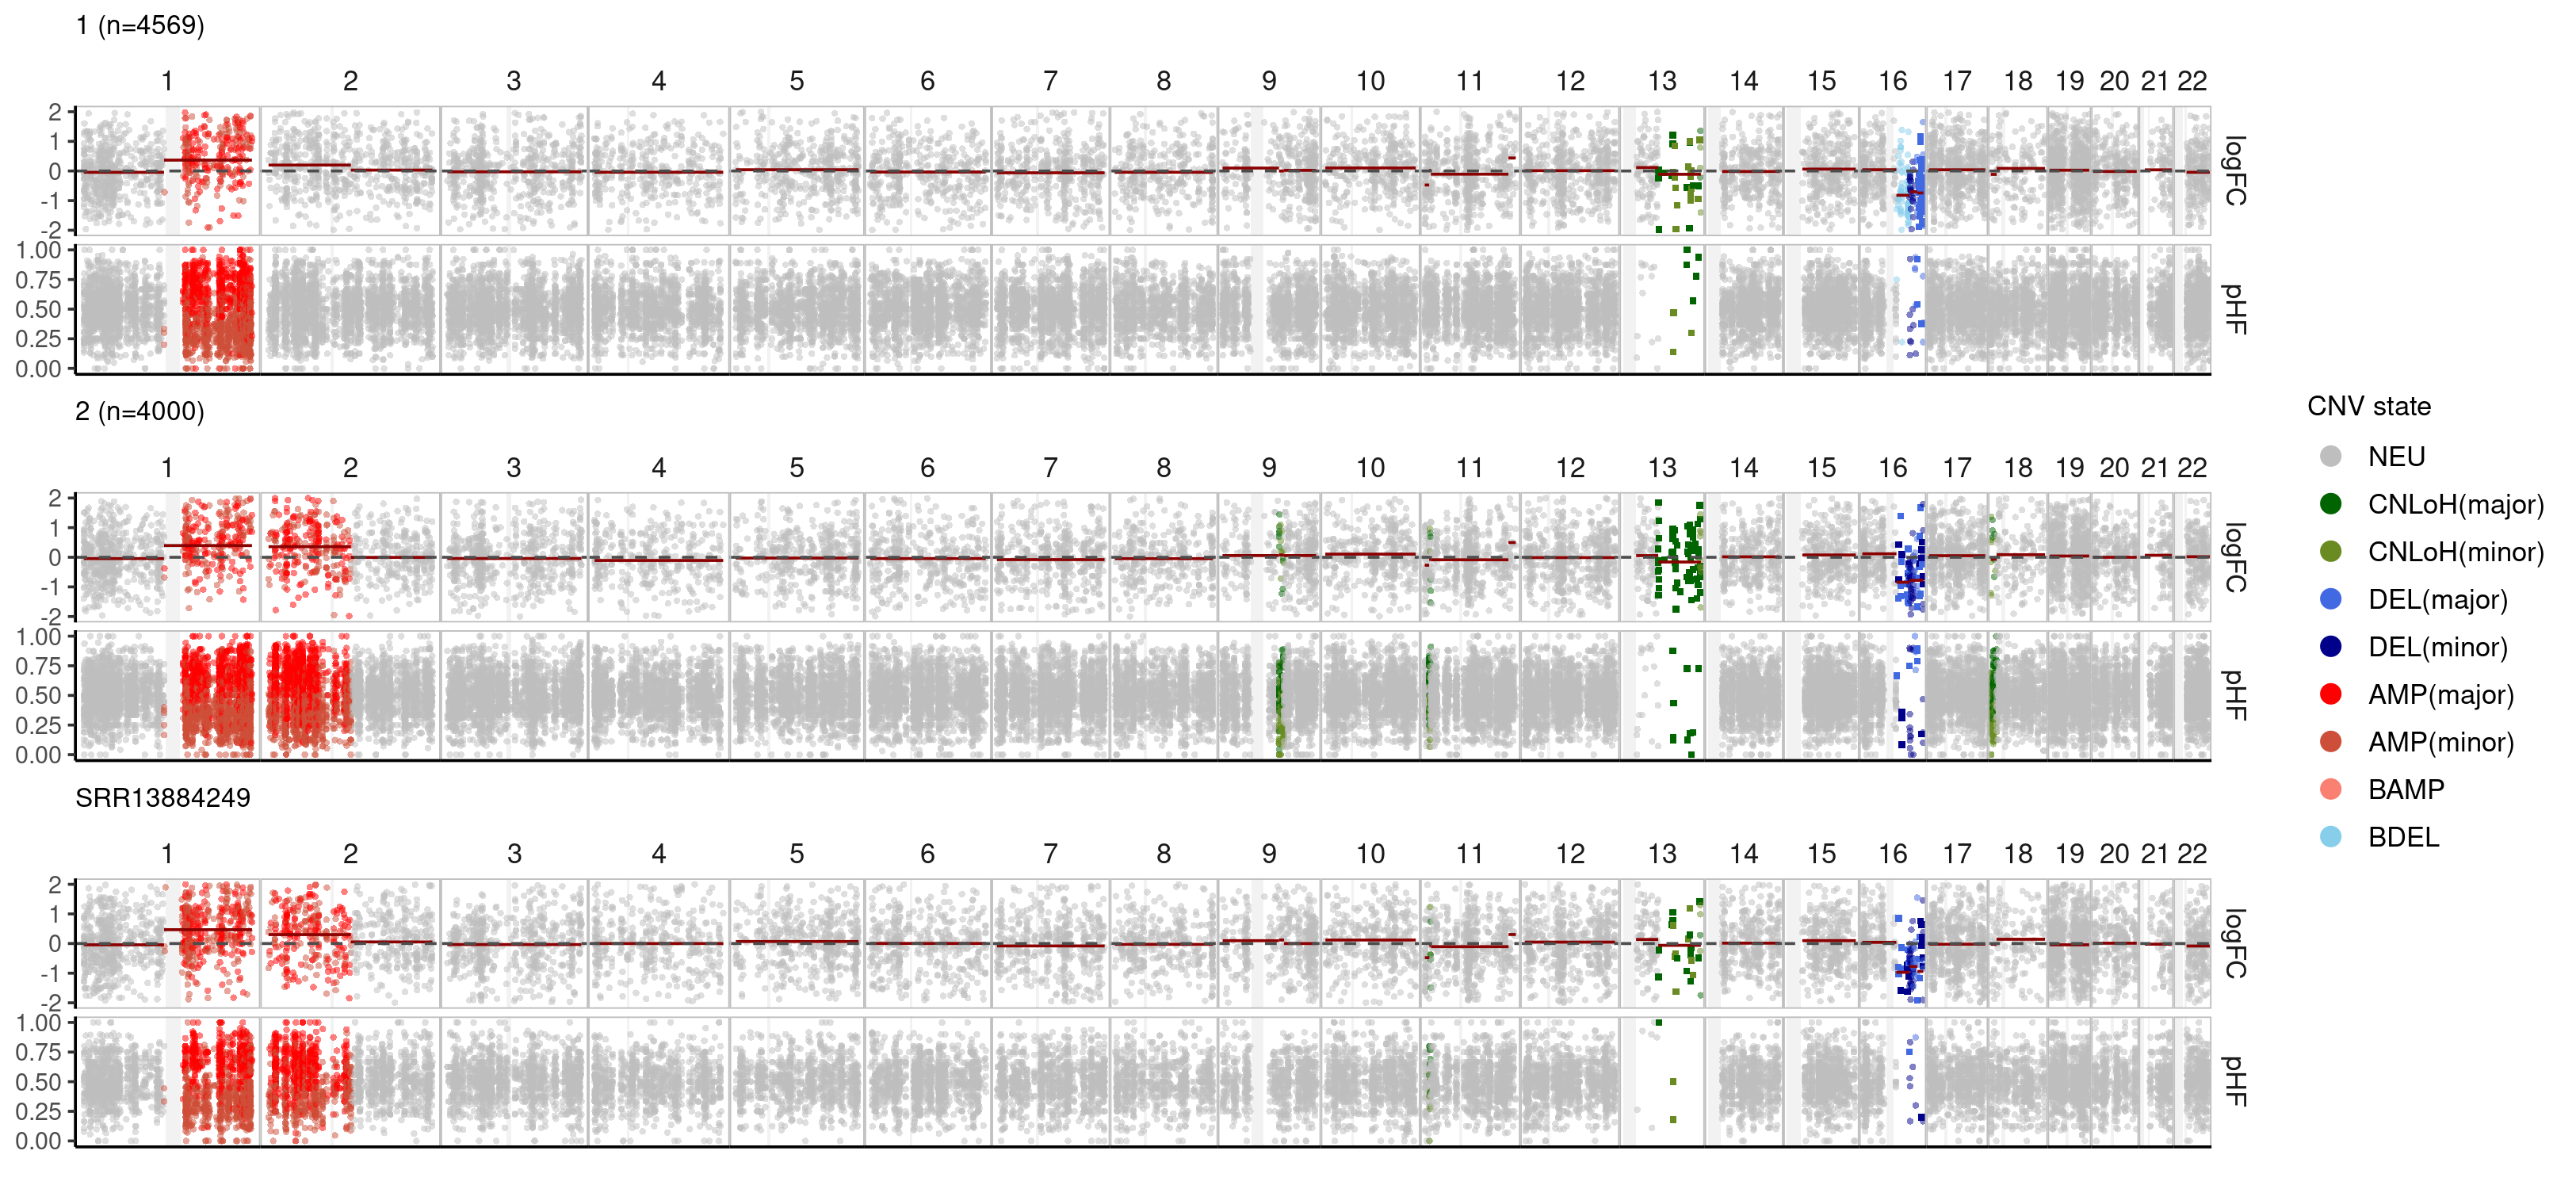 1 (n=4569)
1 2 3 4 5 6 7 8 9 10 11 12 13 14 15 16 17 18 19 20 21 22
2
1
0
-1
-2
logFC
1.00
0.75
0.50
0.25
0.00
pHF
2 (n=4000)
1 2 3 4 5 6 7 8 9 10 11 12 13 14 15 16 17 18 19 20 21 22
2
1
0
-1
-2
logFC
1.00
0.75
0.50
0.25
0.00
pHF
SRR13884249
1 2 3 4 5 6 7 8 9 10 11 12 13 14 15 16 17 18 19 20 21 22
2
1
0
-1
-2
logFC
1.00
0.75
0.50
0.25
0.00
pHF
CNV state
NEU
CNLoH(major)
CNLoH(minor)
DEL(major)
DEL(minor)
AMP(major)
AMP(minor)
BAMP
BDEL